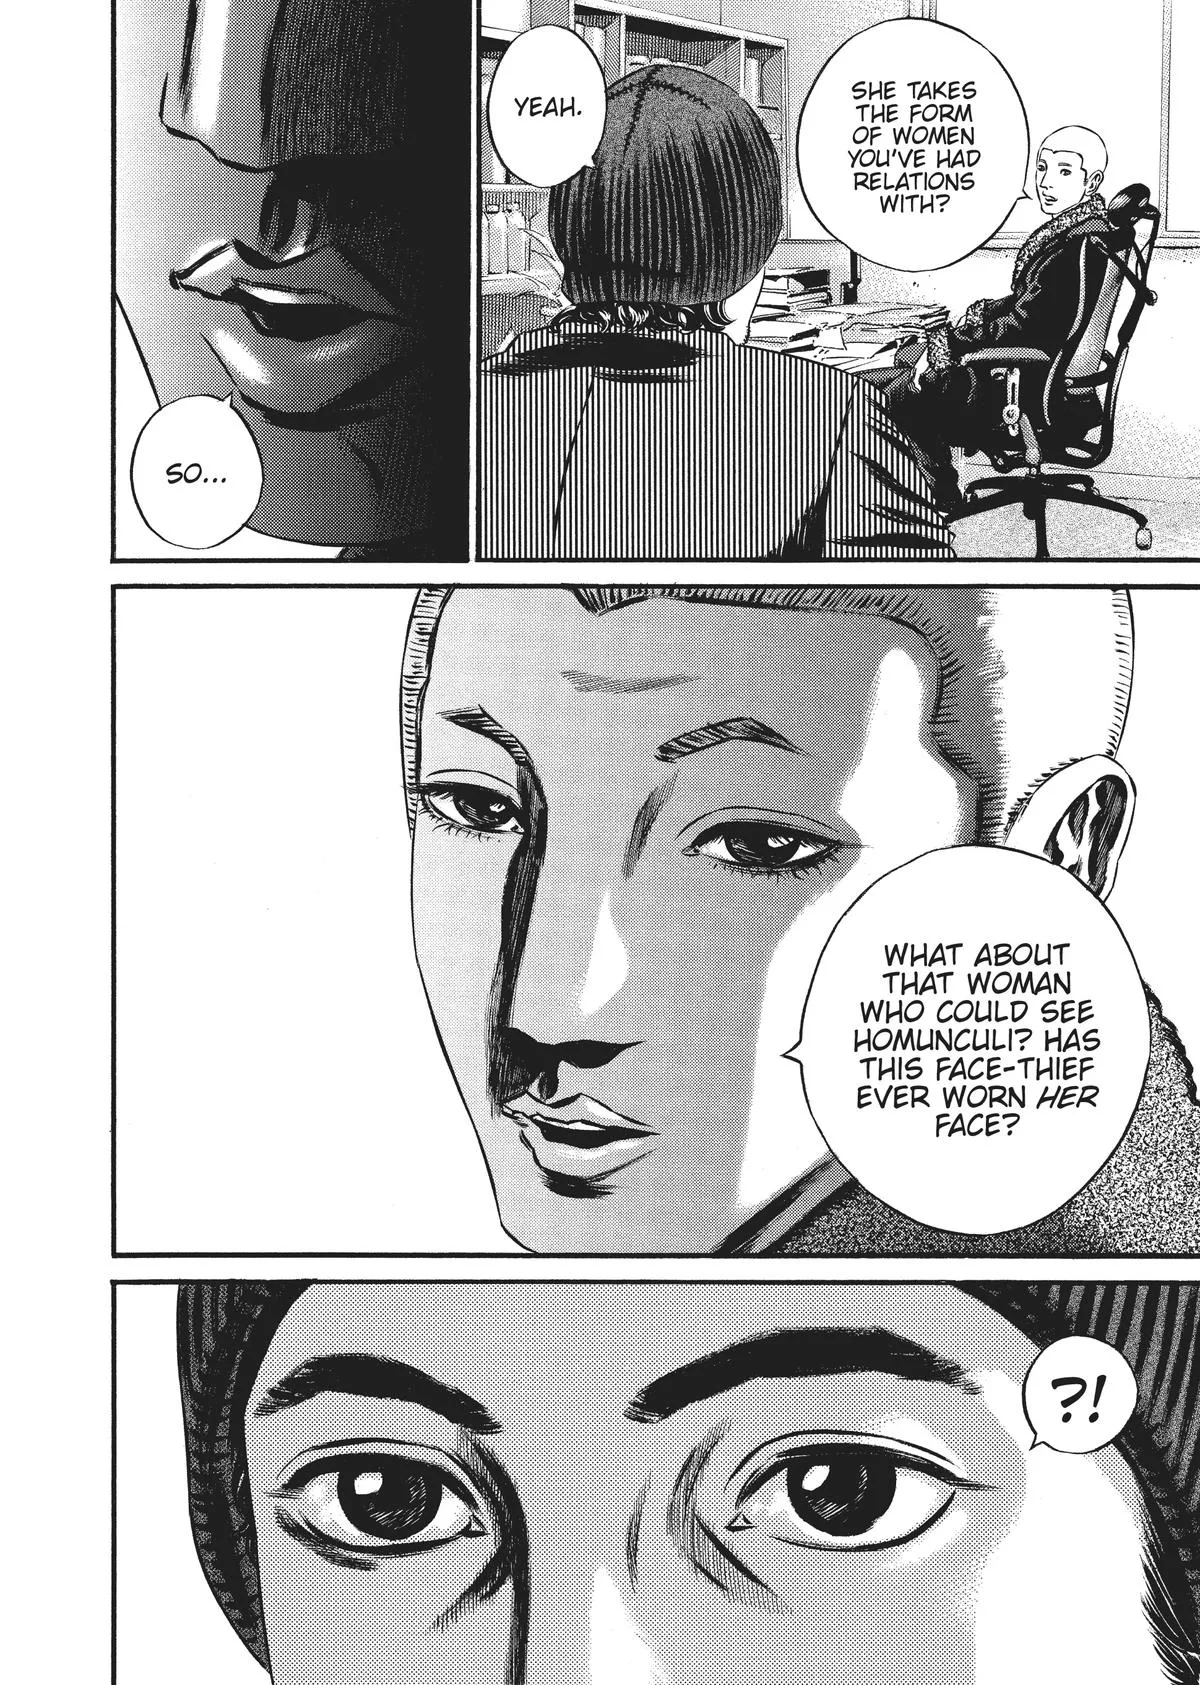 SHE TAKES
THE FORM
OF WOMEN
YOU'VE HAD
RELATIONS
WITH?
YEAH.
SO...
WHAT ABOUT
THAT WOMAN
WHO COULD SEE
HOMUNCULI? HAS
THIS FACE-THIEF
EVER WORN HER
FACE?
?!